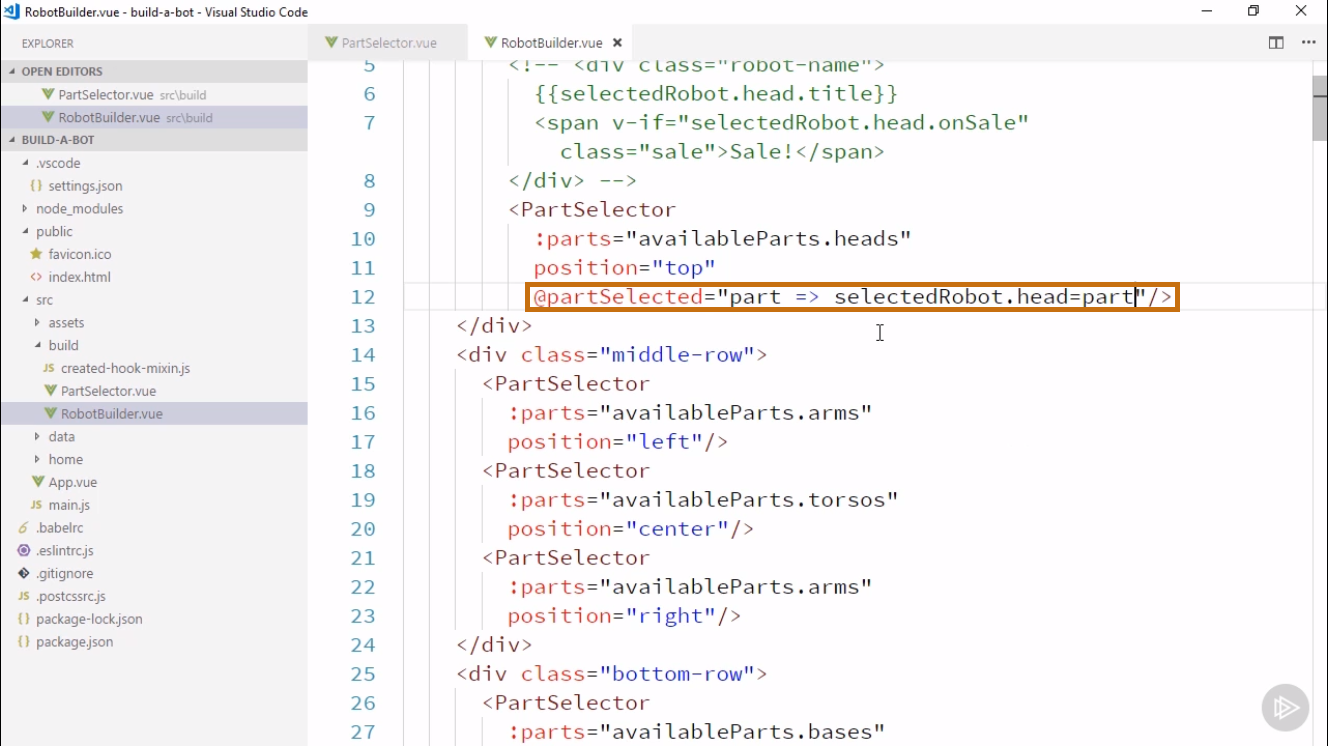 RobotBuilder.vue - build-a-bot - Visual Studio Code
EXPLORER
OPEN EDITORS
PartSelector.vue src\build
RobotBuilder.vue src\build
BUILD-A-BOT
.vscode
{} settings.json
node_modules
public
favicon.ico
<> index.html
src
assets
build
JS created-hook-mixin.js
PartSelector.vue
RobotBuilder.vue
data
home
App.vue
JS main.js
.babelrc
.eslintrc.js
.gitignore
JS .postcssrc.js
{} package-lock.json
{} package.json
PartSelector.vue
RobotBuilder.vue
5 <!-- <div class="robot-name">
6 {{selectedRobot.head.title}}
7 <span v-if="selectedRobot.head.onSale"
class="sale">Sale!</span>
8 </div> -->
9 <PartSelector
10 :parts="availableParts.heads"
11 position="top"
12 @partSelected="part => selectedRobot.head=part"/>
13 </div>
14 <div class="middle-row">
15 <PartSelector
16 :parts="availableParts.arms"
17 position="left"/>
18 <PartSelector
19 :parts="availableParts.torsos"
20 position="center"/>
21 <PartSelector
22 :parts="availableParts.arms"
23 position="right"/>
24 </div>
25 <div class="bottom-row">
26 <PartSelector
27 :parts="availableParts.bases"